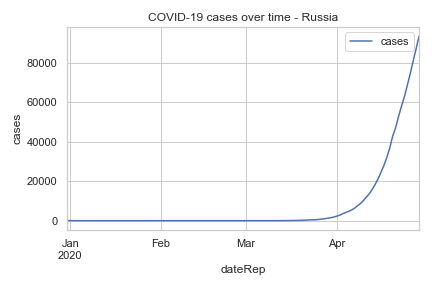 COVID-19 cases over time - Russia
cases
80000
60000
40000
20000
0
cases
Jan
2020
Feb
Mar
Apr
dateRep